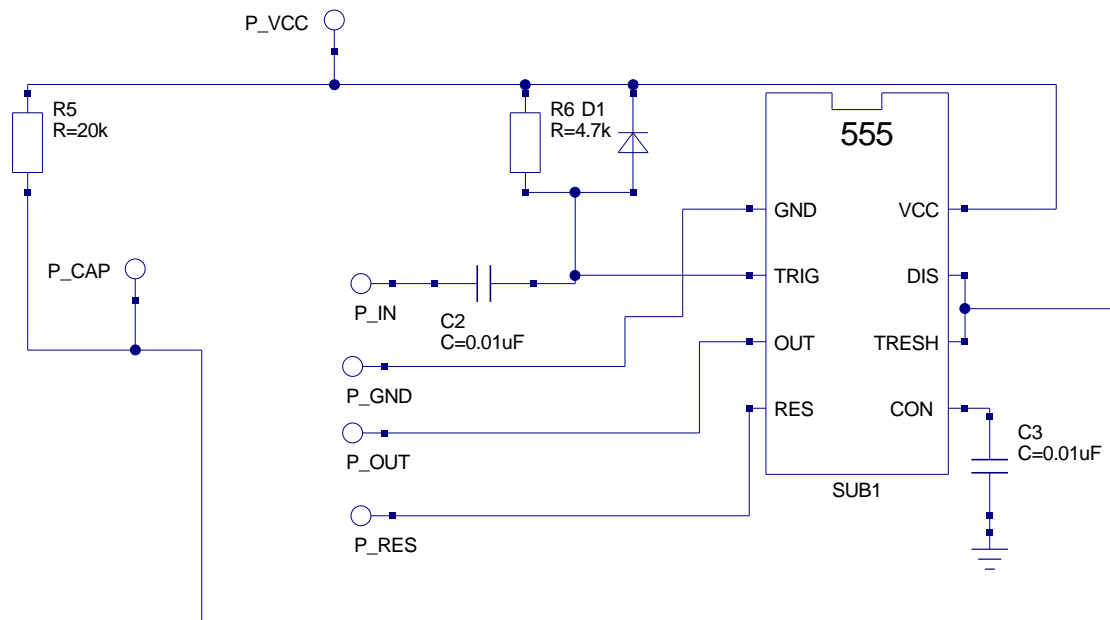 P_VCC
R5
R=20k
R6 D1
R=4.7k
555
GND
VCC
P_CAP
TRIG
DIS
P_IN
C2
C=0.01uF
OUT
TRESH
P_GND
RES
CON
C3
C=0.01uF
P_OUT
SUB1
P_RES